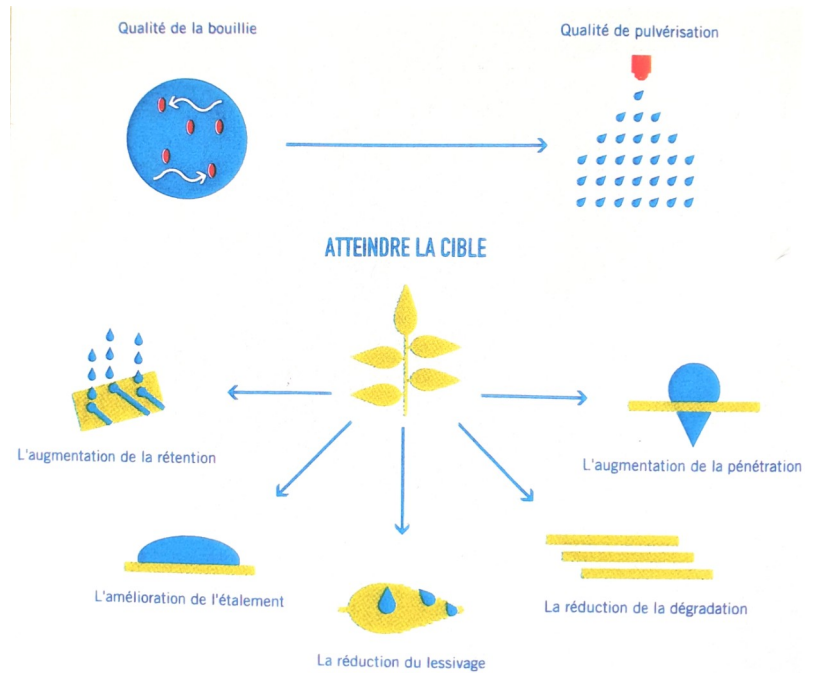 Qualité de la bouillie
Qualité de pulvérisation
ATTEINDRE LA CIBLE
L'augmentation de la rétention
L'augmentation de la pénétration
L'amélioration de l'étalement
La réduction de la dégradation
La réduction du lessivage